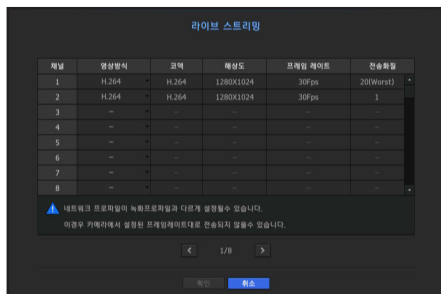 라이브 스트리밍
채널 영상방식 코덱 해상도 프레임 레이트 전송화질
1 H.264 H.264 1280X1024 30Fps 20(Worst)
2 H.264 H.264 1280X1024 30Fps 1
3 – – – – –
4 – – – – –
5 – – – – –
6 – – – – –
7 – – – – –
8 – – – – –
네트워크 프로파일이 녹화프로파일과 다르게 설정될수 있습니다.
이경우 카메라에서 설정된 프레임레이트대로 전송되지 않을수 있습니다.
< 1/8 >
확인 취소